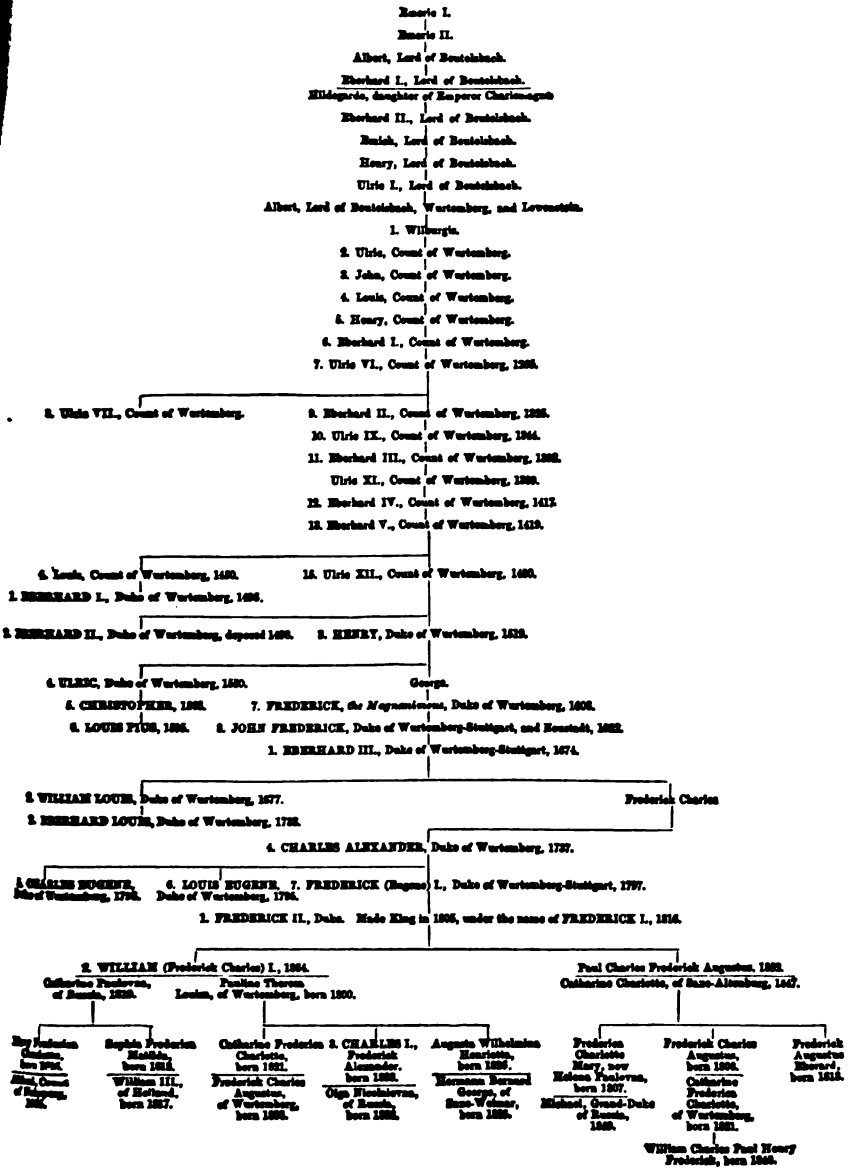 Emeric I.
Emeric II.
Albert, Lord of Beutelsbach.
Eberhard I., Lord of Beutelsbach.
Hildegarde, daughter of Emperor Charlemagne
Eberhard II., Lord of Beutelsbach.
Lord of Beutelsbach.
Henry, Lord of Beutelsbach.
Ulric I., Lord of Beutelsbach.
Albert, Lord of Beutelsbach, Wurtemberg, and Lowenstein.
1. Wilburgis.
2. Ulric, Count of Wurtemberg.
3. John, Count of Wurtemberg.
4. Louis, Count of Wurtemberg.
5. Henry, Count of Wurtemberg.
6. Eberhard I., Count of Wurtemberg.
7. Ulric VI., Count of Wurtemberg, 1265.
8. Ulric VII., Count of Wurtemberg. 9. Eberhard II., Count of Wurtemberg, 1325.
10. Ulric IX., Count of Wurtemberg, 1344.
11. Eberhard III., Count of Wurtemberg, 1392.
Ulric XI., Count of Wurtemberg, 1388.
12. Eberhard IV., Count of Wurtemberg, 1417.
13. Eberhard V., Count of Wurtemberg, 1419.
4. Louis, Count of Wurtemberg, 1450. 15. Ulric XII., Count of Wurtemberg, 1480.
1. EBERHARD I., Duke of Wurtemberg, 1496.
2. EBERHARD II., Duke of Wurtemberg, deposed 1498. 3. HENRY, Duke of Wurtemberg, 1519.
4. ULRIC, Duke of Wurtemberg, 1550. George.
5. CHRISTOPHER, 1568. 7. FREDERICK, the Magnanimous, Duke of Wurtemberg, 1608.
6. LOUIS PIUS, 1593. 8. JOHN FREDERICK, Duke of Wurtemberg-Stuttgart, and Neustadt, 1622.
1. EBERHARD III., Duke of Wurtemberg-Stuttgart, 1674.
2. WILLIAM LOUIS, Duke of Wurtemberg, 1677. Frederick Charles
3. EBERHARD LOUIS, Duke of Wurtemberg, 1733.
4. CHARLES ALEXANDER, Duke of Wurtemberg, 1737.
5. CHARLES EUGENE, 6. LOUIS EUGENE, 7. FREDERICK (Eugene) I., Duke of Wurtemberg-Stuttgart, 1797.
Duke of Wurtemberg, 1793. Duke of Wurtemberg, 1795.
1. FREDERICK II., Duke. Made King in 1805, under the name of FREDERICK I., 1816.
2. WILLIAM (Frederick Charles) I., 1864. Paul Charles Frederick Augustus, 1852.
Catharine Paulovna, Pauline Theresa Catharine Charlotte, of Saxe-Altenburg, 1847.
of Russia, 1819. Louisa, of Wurtemberg, born 1800.
Frederica Sophia Frederica Catharine Frederica 3. CHARLES I., Augusta Wilhelmina Frederica Frederick Charles Frederick
Matilda, Charlotte, Frederick Henrietta, Charlotte Augustus, Augustus
born 1818. born 1821. Alexander. born 1826. Mary, now born 1808. Eberard,
William III., Frederick Charles born 1823. Hermann Bernard Helena Paulovna, Catharine born 1813.
of Holland, Augustus, Olga Nicolaievna, George, of born 1807. Frederica
born 1817. of Wurtemberg, of Russia, Saxe-Weimar, Michael, Grand-Duke Charlotte,
born 1808. born 1822. born 1825. of Russia, of Wurtemberg,
1849. born 1821.
William Charles Paul Henry
Frederick, born 1848.